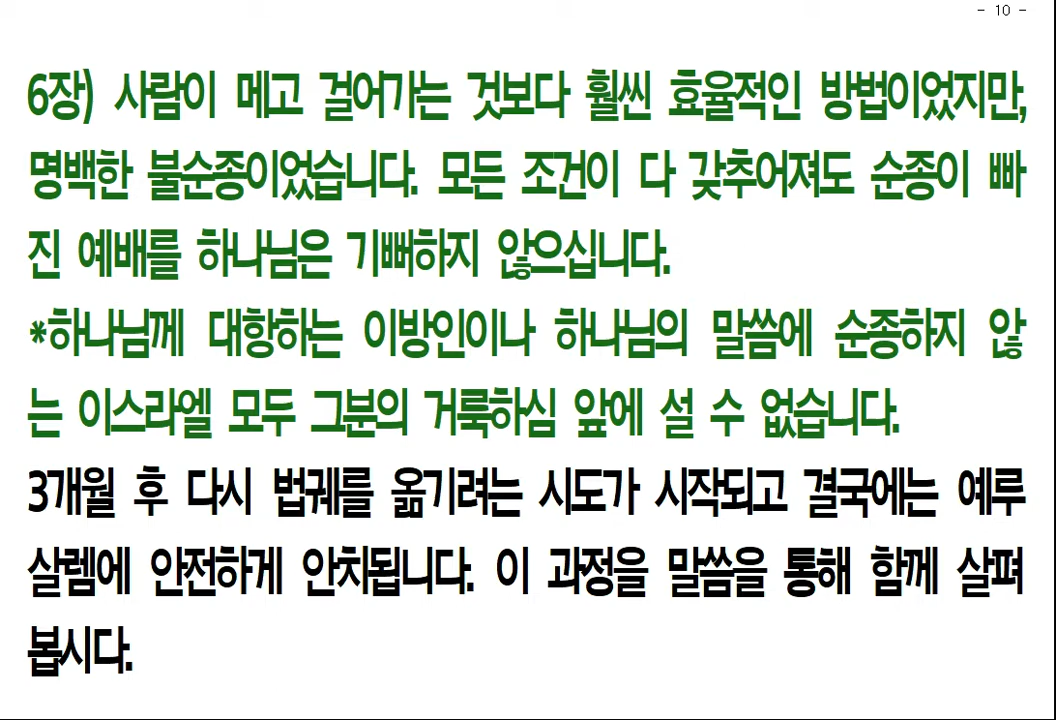 - 10 -
6장) 사람이 메고 걸어가는 것보다 훨씬 효율적인 방법이었지만,
명백한 불순종이었습니다. 모든 조건이 다 갖추어져도 순종이 빠
진 예배를 하나님은 기뻐하지 않으십니다.
*하나님께 대항하는 이방인이나 하나님의 말씀에 순종하지 않
는 이스라엘 모두 그분의 거룩하심 앞에 설 수 없습니다.
3개월 후 다시 법궤를 옮기려는 시도가 시작되고 결국에는 예루
살렘에 안전하게 안치됩니다. 이 과정을 말씀을 통해 함께 살펴
봅시다.